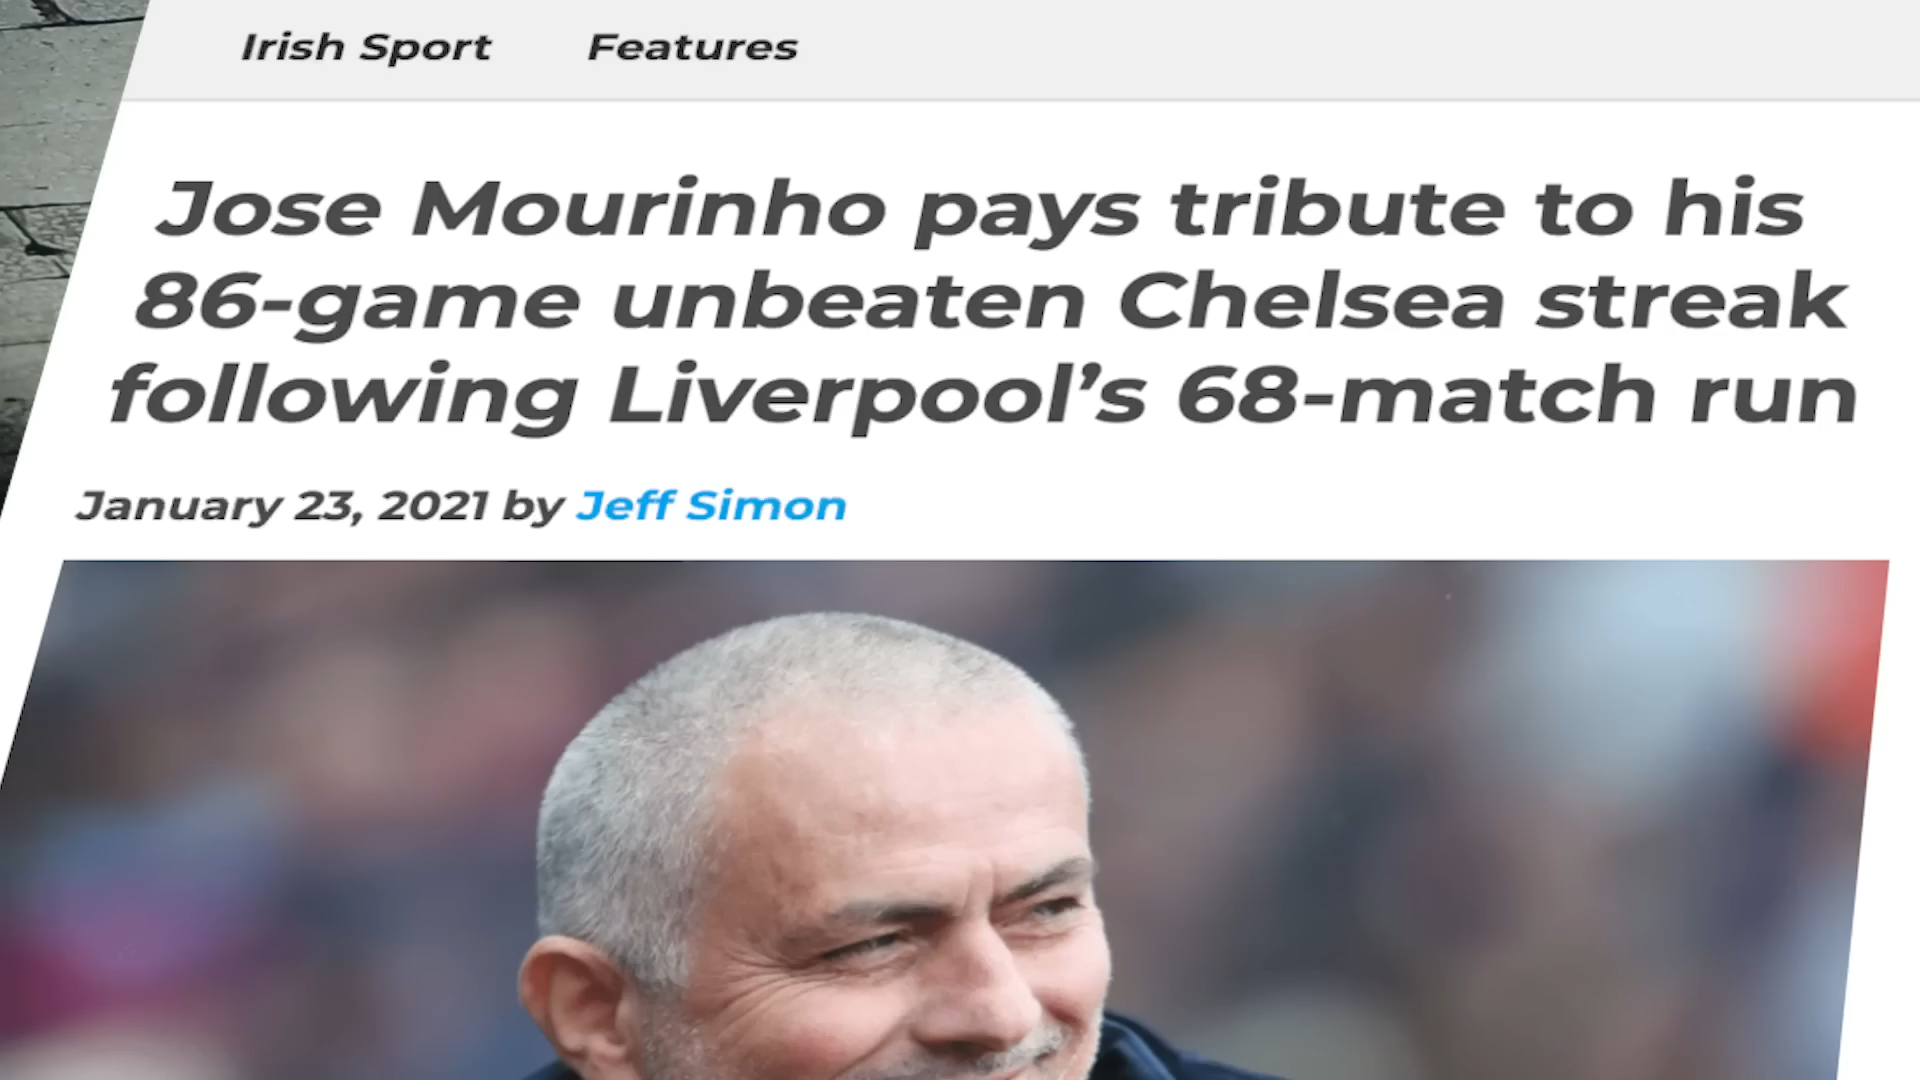 Irish Sport Features
Jose Mourinho pays tribute to his
86-game unbeaten Chelsea streak
following Liverpool’s 68-match run
January 23, 2021 by Jeff Simon